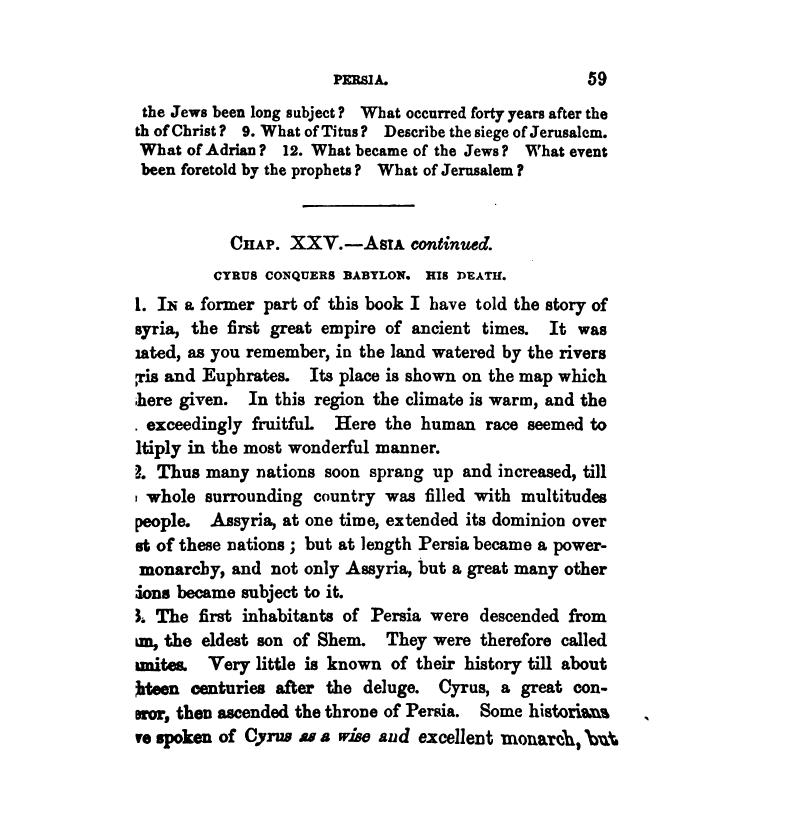 PERSIA. 59
the Jews been long subject? What occurred forty years after the
th of Christ? 9. What of Titus? Describe the siege of Jerusalem.
What of Adrian? 12. What became of the Jews? What event
been foretold by the prophets? What of Jerusalem?
CHAP. XXV.—ASIA continued.
CYRUS CONQUERS BABYLON. HIS DEATH.
1. IN a former part of this book I have told the story of
syria, the first great empire of ancient times. It was
ated, as you remember, in the land watered by the rivers
ris and Euphrates. Its place is shown on the map which
here given. In this region the climate is warm, and the
exceedingly fruitful. Here the human race seemed to
ltiply in the most wonderful manner.
2. Thus many nations soon sprang up and increased, till
whole surrounding country was filled with multitudes
people. Assyria, at one time, extended its dominion over
st of these nations; but at length Persia became a power-
monarchy, and not only Assyria, but a great many other
ions became subject to it.
3. The first inhabitants of Persia were descended from
am, the eldest son of Shem. They were therefore called
amites. Very little is known of their history till about
hteen centuries after the deluge. Cyrus, a great con-
eror, then ascended the throne of Persia. Some historians
ve spoken of Cyrus as a wise and excellent monarch, but